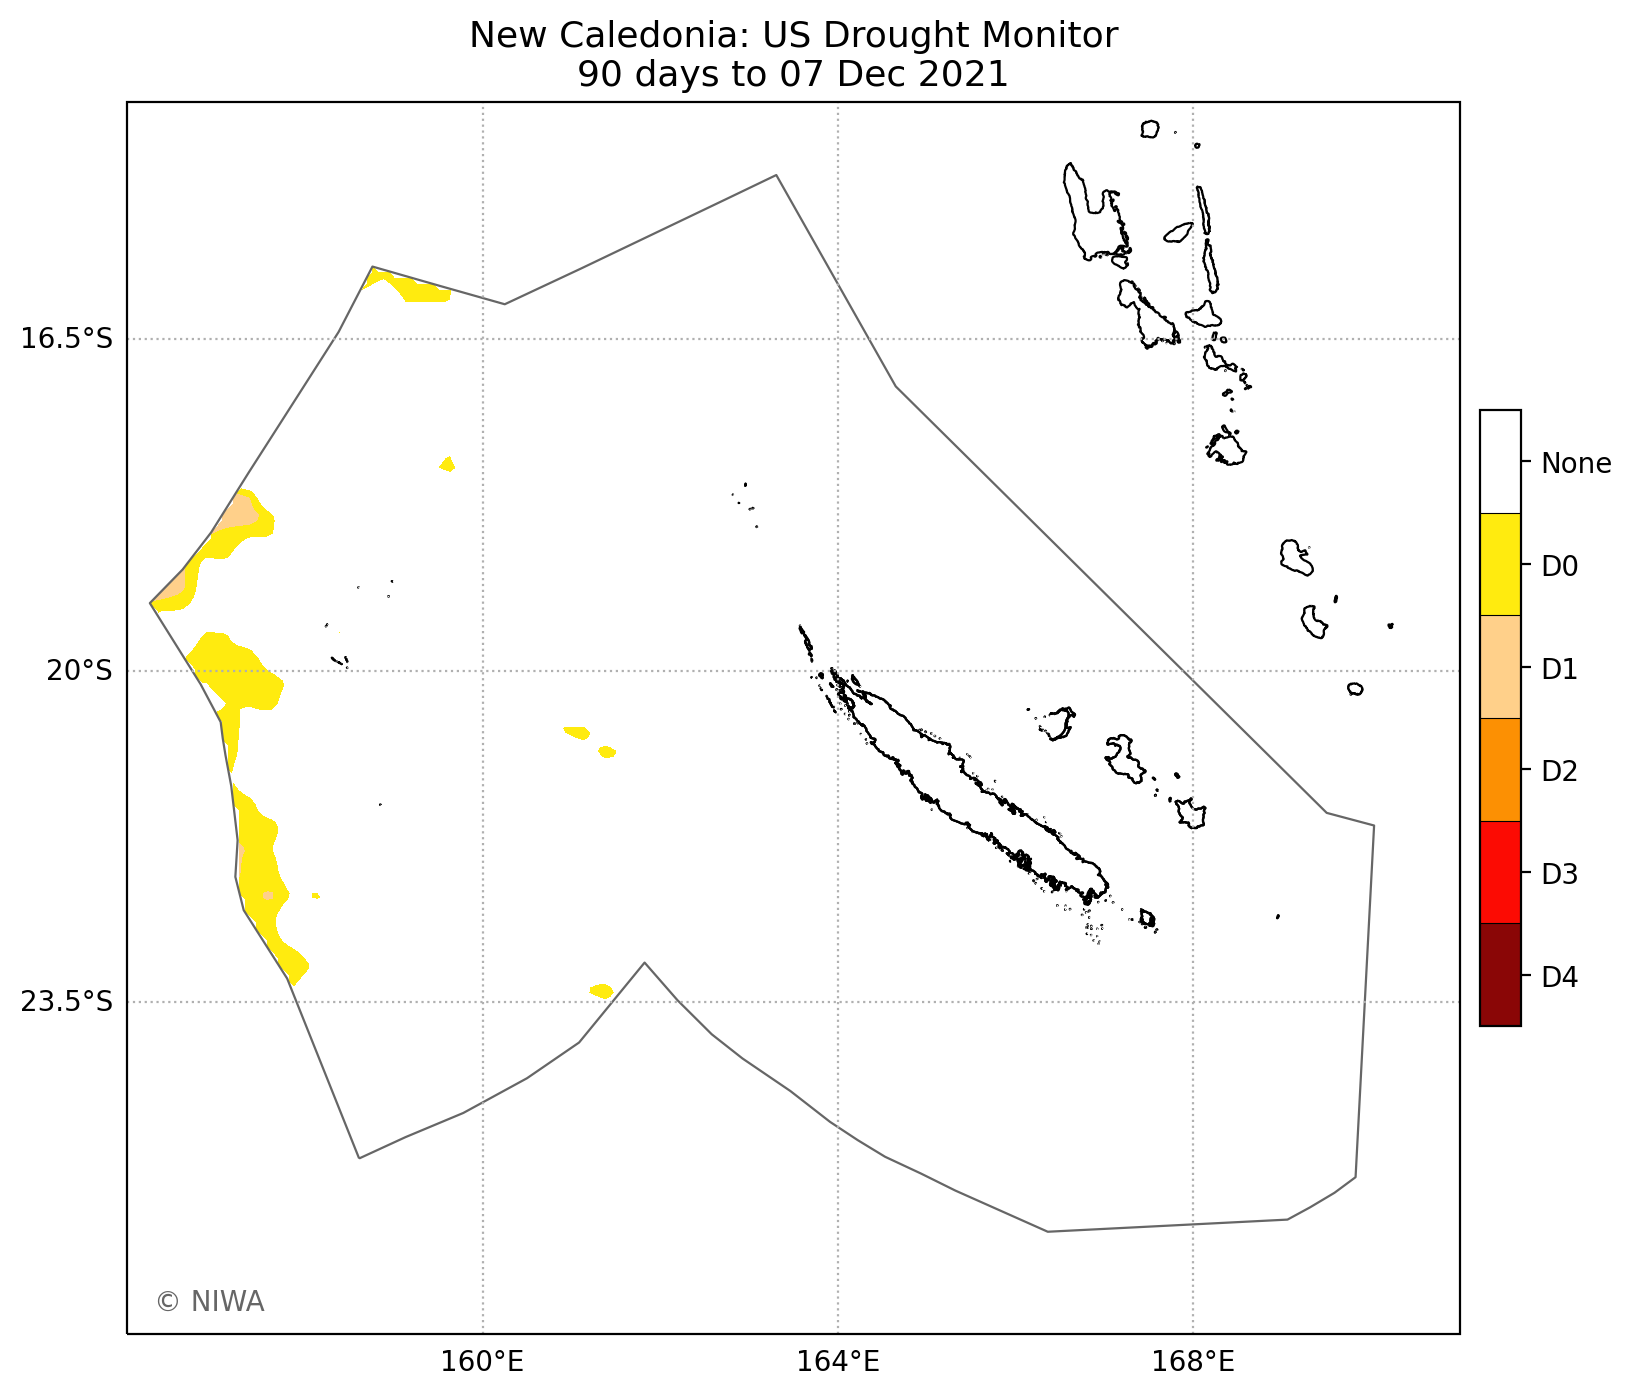 New Caledonia: US Drought Monitor
90 days to 07 Dec 2021
16.5°S
20°S
23.5°S
160°E
164°E
168°E
None
D0
D1
D2
D3
D4
© NIWA